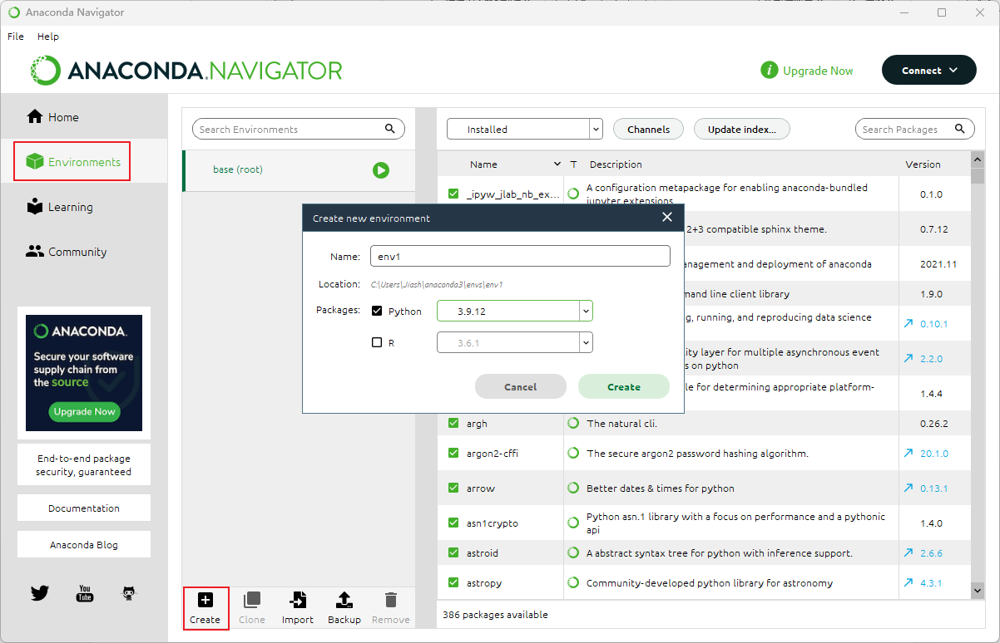 Anaconda Navigator
File Help
ANACONDA.NAVIGATOR
Upgrade Now
Connect
Home
Environments
Learning
Community
ANACONDA.
Secure your software
supply chain from
the source
Upgrade Now
End-to-end package
security, guaranteed
Documentation
Anaconda Blog
You
Tube
Search Environments
base (root)
Create
Clone
Import
Backup
Remove
Installed
Channels
Update index...
Search Packages
Name T Description Version
_ipyw_jlab_nb_ex... A configuration metapackage for enabling anaconda-bundled
jupyter extensions 0.1.0
2+3 compatible sphinx theme. 0.7.12
anagement and deployment of anaconda 2021.11
mand line client library 1.9.0
g, running, and reproducing data science 0.10.1
ity layer for multiple asynchronous event
s on python 2.2.0
le for determining appropriate platform- 1.4.4
argh The natural cli. 0.26.2
argon2-cffi The secure argon2 password hashing algorithm. 20.1.0
arrow Better dates & times for python 0.13.1
asn1crypto Python asn.1 library with a focus on performance and a pythonic
api 1.4.0
astroid A abstract syntax tree for python with inference support. 2.6.6
astropy Community-developed python library for astronomy 4.3.1
386 packages available
Create new environment
Name: env1
Location: C:\Users\Jiash\anaconda3\envs\env1
Packages: Python 3.9.12
R 3.6.1
Cancel
Create